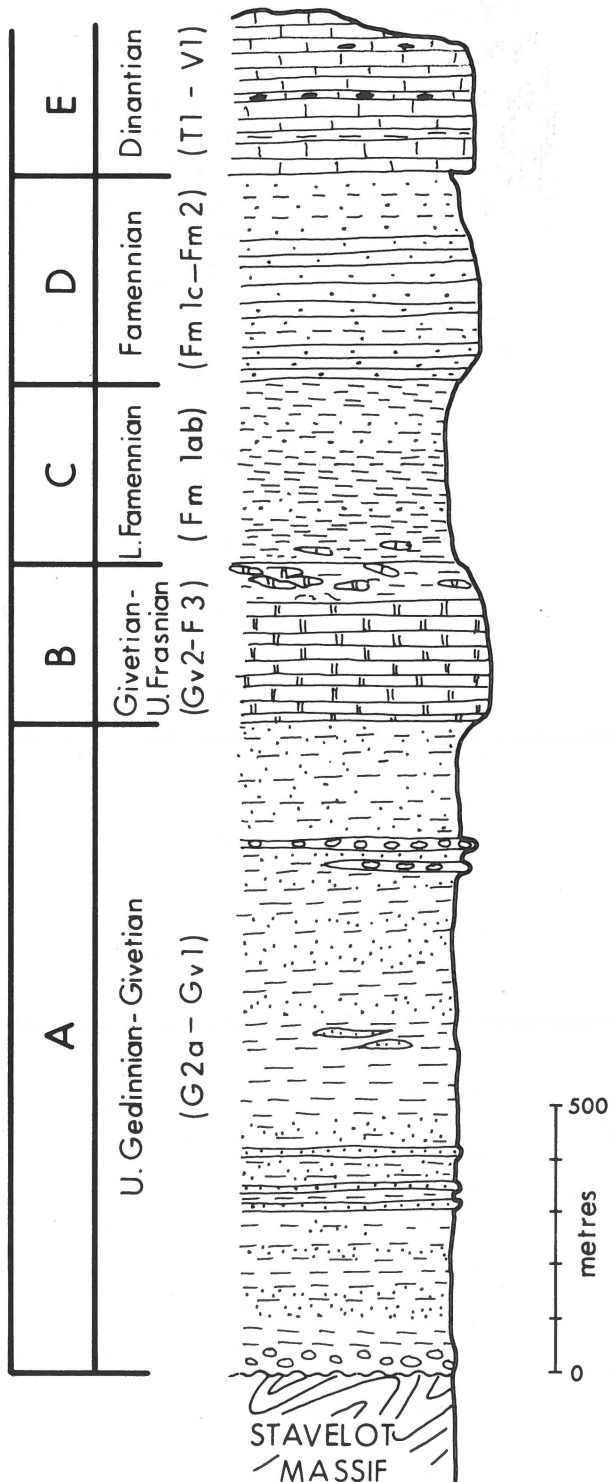 E
Dinantian
(T1 - V1)
D
Famennian
(Fm 1c-Fm 2)
C
L. Famennian
(Fm 1ab)
B
Givetian-
U. Frasnian
(Gv2-F3)
A
U. Gedinnian-Givetian
(G2a - Gv1)
500
metres
0
STAVELOT
MASSIF